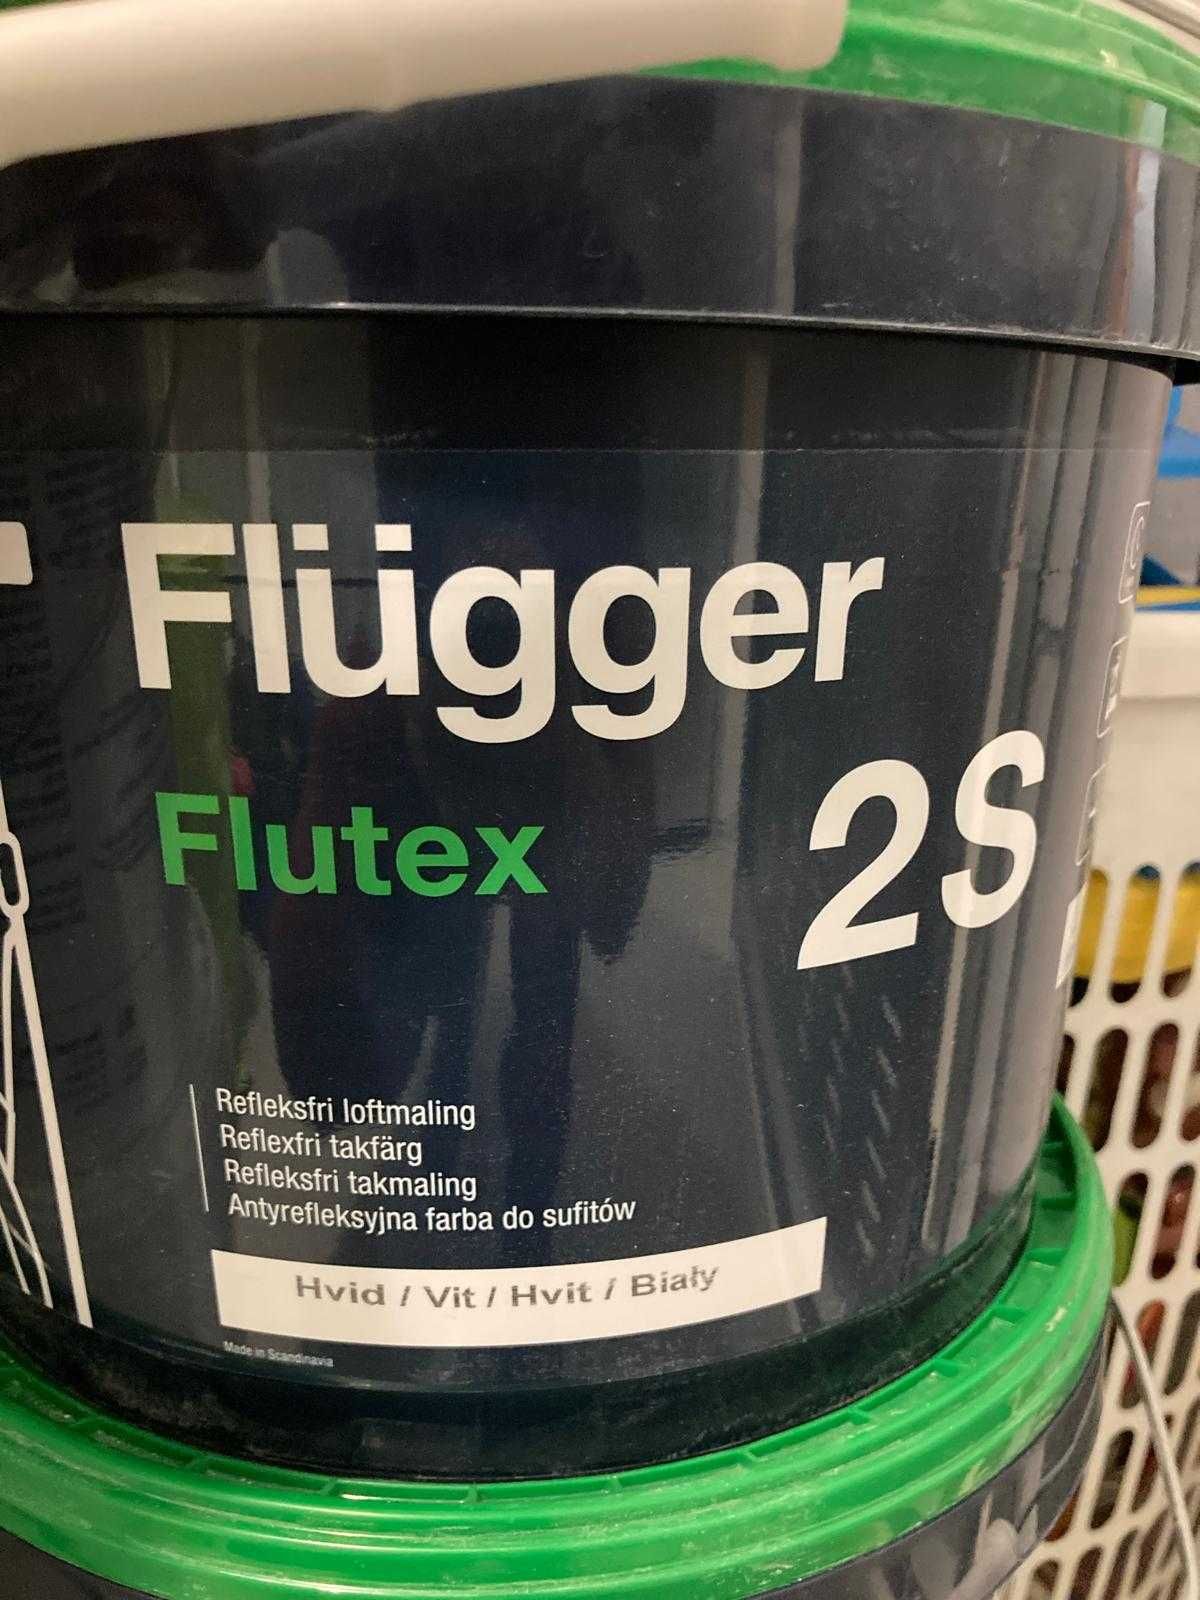 Flügger
Flutex
2S
Refleksfri loftmaling
Reflexfri takfärg
Refleksfri takmaling
Antyrefleksyjna farba do sufitów
Hvid / Vit / Hvit / Biały
Made in Scandinavia